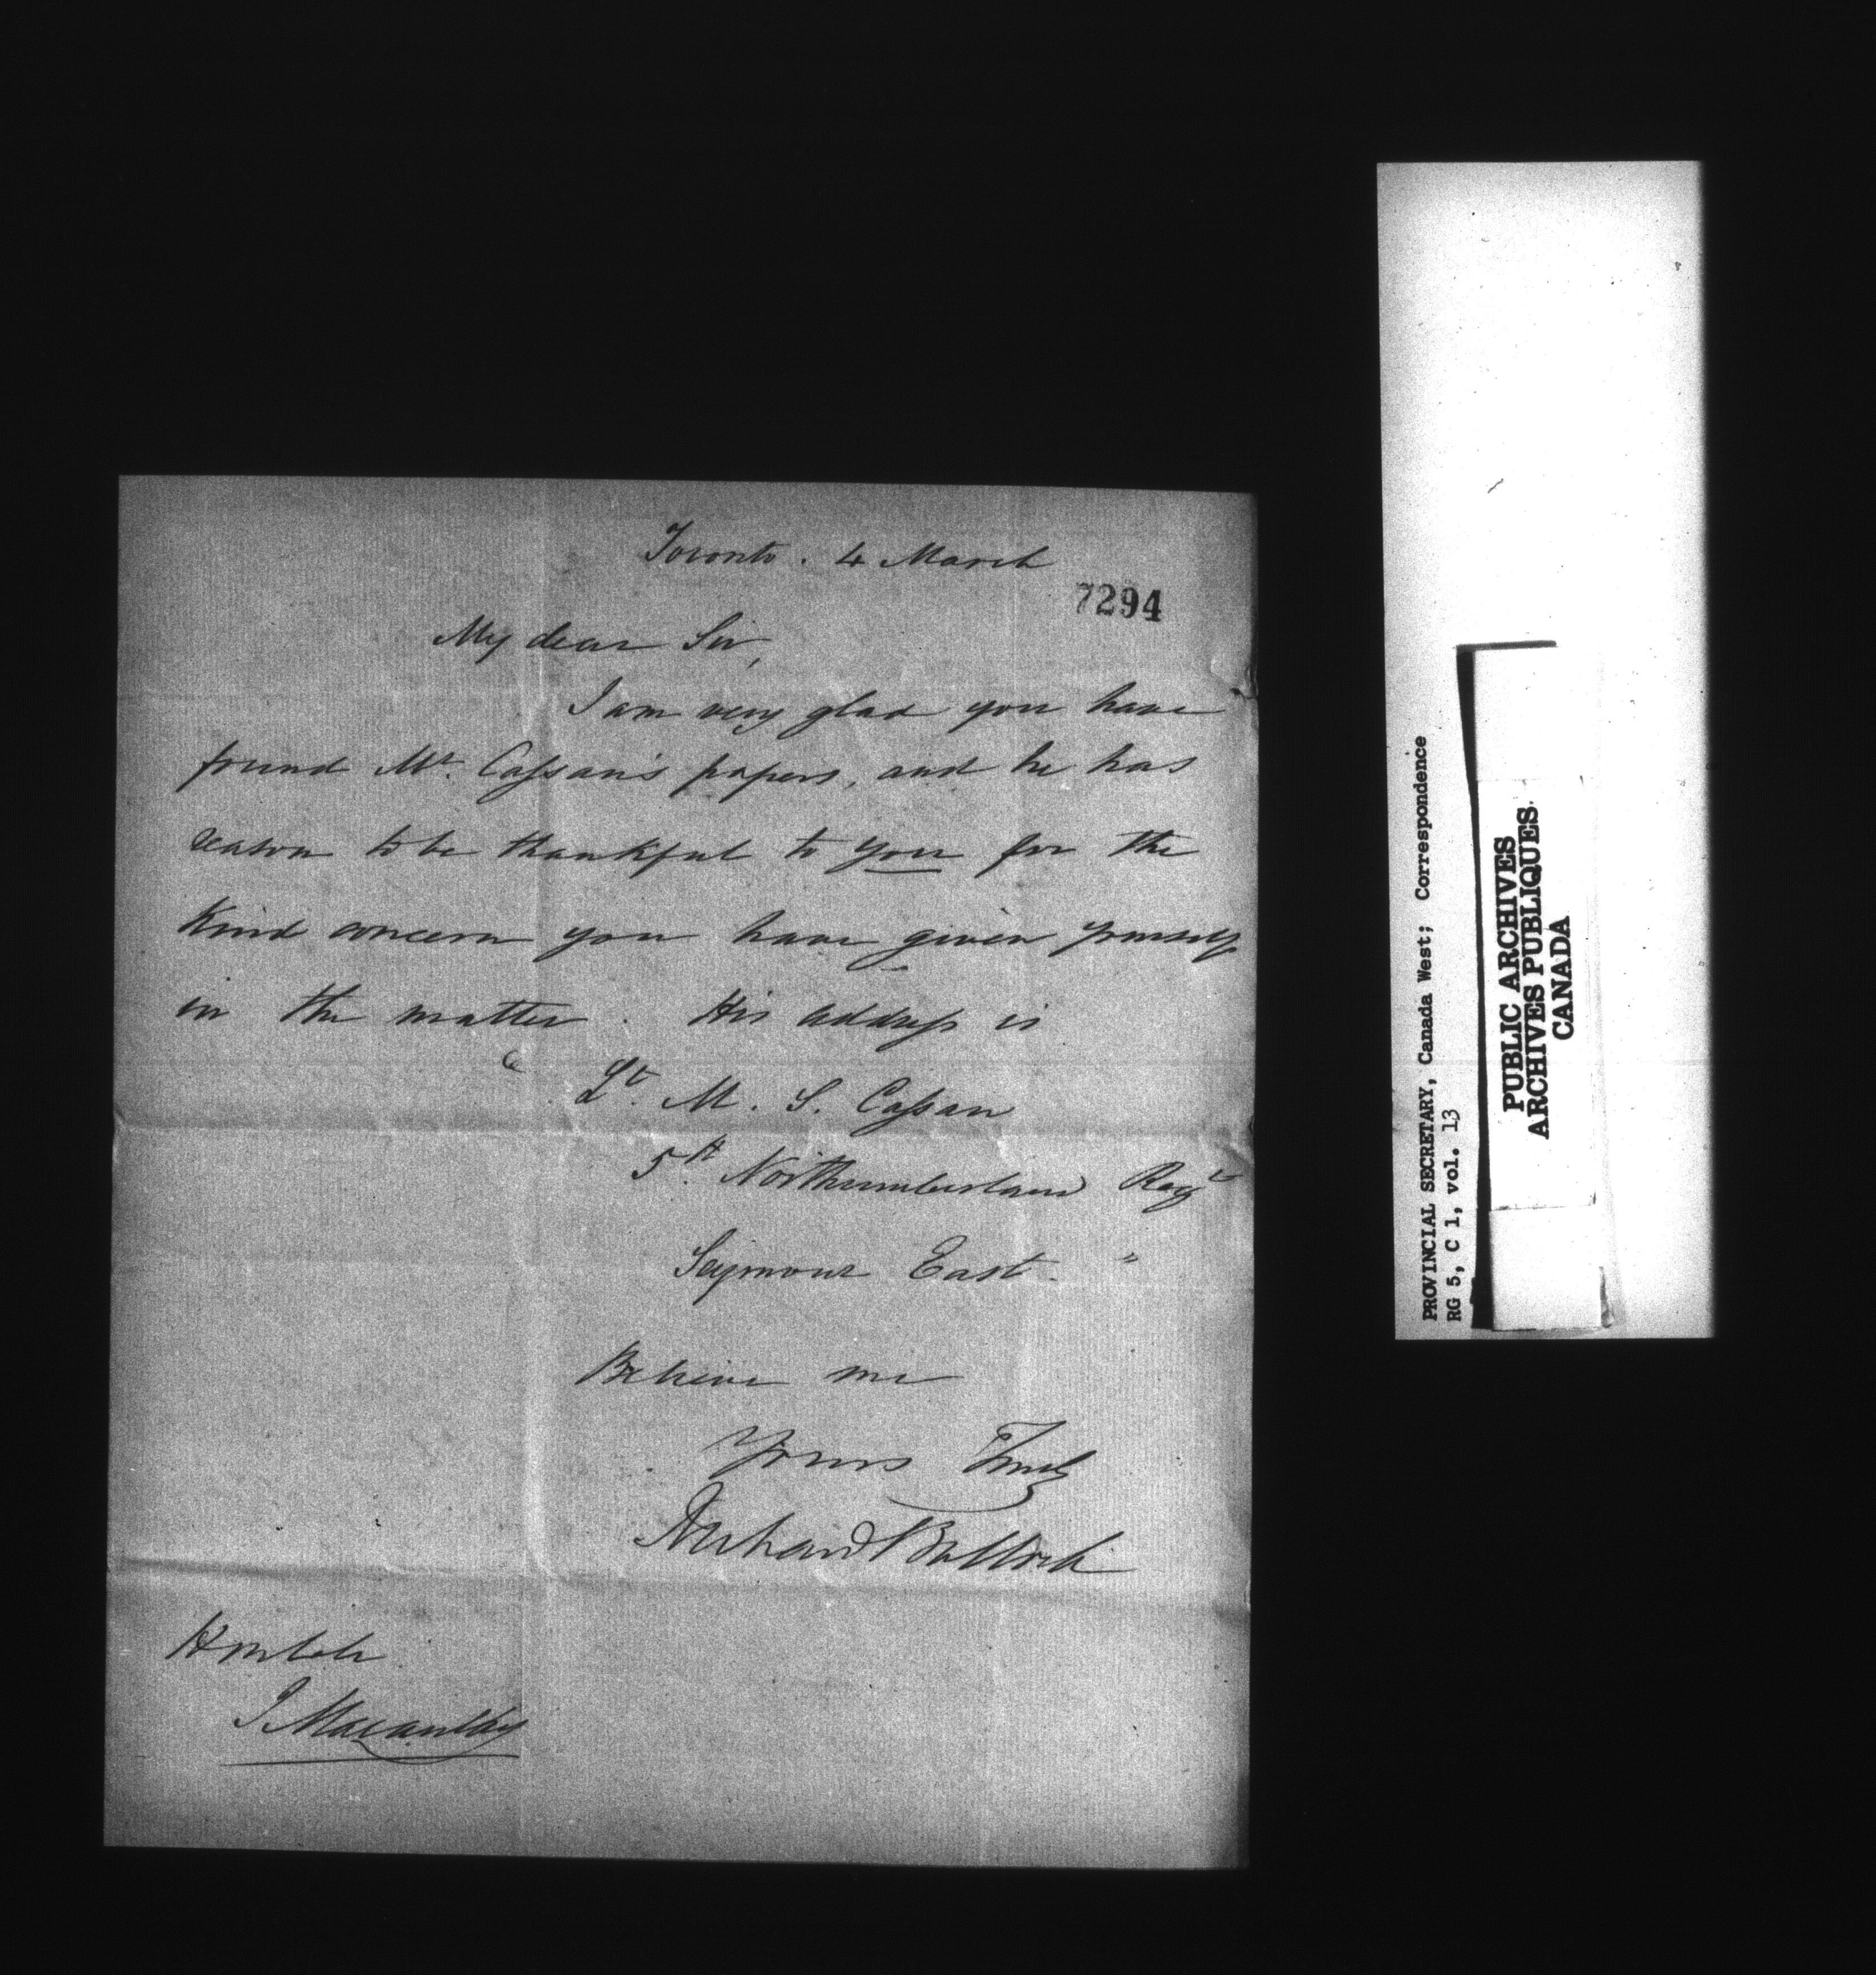 Toronto. 4 March
7294
My dear Sir,
I am very glad you have
found Mr. Caſsan's papers, and he has
reason to be thankful to you for the
kind concern you have given yourself
in the matter. His addreſs is
" Lt. M. S. Caſsan
5th. Northumberland Regt
Seymour East. "
Believe me
Yours Truly
Richard Bullock
Honble
J Macaulay
PROVINCIAL SECRETARY, Canada West; Correspondence
RG 5, C 1, vol. 13
PUBLIC ARCHIVES
ARCHIVES PUBLIQUES
CANADA